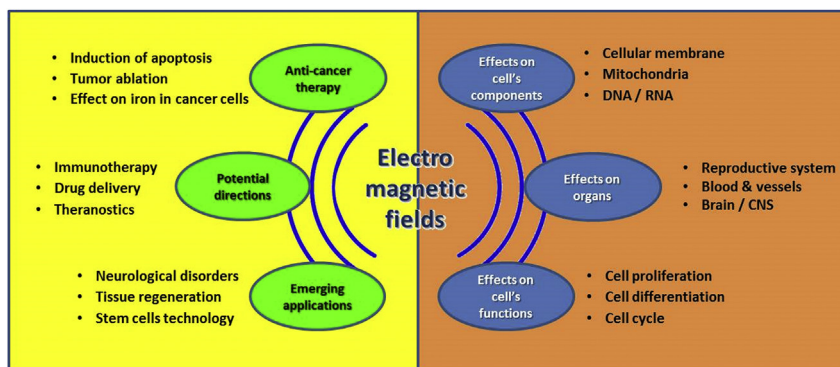 • Induction of apoptosis
• Tumor ablation
• Effect on iron in cancer cells
Anti-cancer
therapy
• Immunotherapy
• Drug delivery
• Theranostics
Potential
directions
• Neurological disorders
• Tissue regeneration
• Stem cells technology
Emerging
applications
Electro
magnetic
fields
Effects on
cell's
components
• Cellular membrane
• Mitochondria
• DNA / RNA
Effects on
organs
• Reproductive system
• Blood & vessels
• Brain / CNS
Effects on
cell's
functions
• Cell proliferation
• Cell differentiation
• Cell cycle